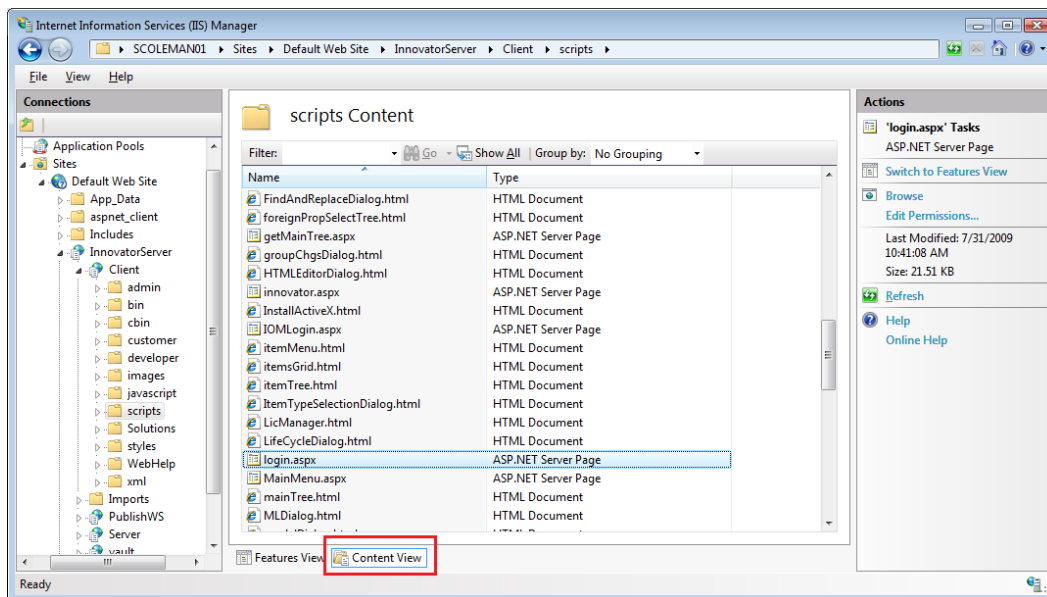 Internet Information Services (IIS) Manager
SCOLEMAN01 Sites Default Web Site InnovatorServer Client scripts
File View Help
Connections
Application Pools
Sites
Default Web Site
App_Data
aspnet_client
Includes
InnovatorServer
Client
admin
bin
cbin
customer
developer
images
javascript
scripts
Solutions
styles
WebHelp
xml
Imports
PublishWS
Server
vault
scripts Content
Filter: Go Show All Group by: No Grouping
Name Type
FindAndReplaceDialog.html HTML Document
foreignPropSelectTree.html HTML Document
getMainTree.aspx ASP.NET Server Page
groupChgsDialog.html HTML Document
HTMLEditorDialog.html HTML Document
innovator.aspx ASP.NET Server Page
InstallActiveX.html HTML Document
IOMLogin.aspx ASP.NET Server Page
itemMenu.html HTML Document
itemsGrid.html HTML Document
itemTree.html HTML Document
ItemTypeSelectionDialog.html HTML Document
LicManager.html HTML Document
LifeCycleDialog.html HTML Document
login.aspx ASP.NET Server Page
MainMenu.aspx ASP.NET Server Page
mainTree.html HTML Document
MLDialog.html HTML Document
Features View Content View
Actions
'login.aspx' Tasks
ASP.NET Server Page
Switch to Features View
Browse
Edit Permissions...
Last Modified: 7/31/2009
10:41:08 AM
Size: 21.51 KB
Refresh
Help
Online Help
Ready